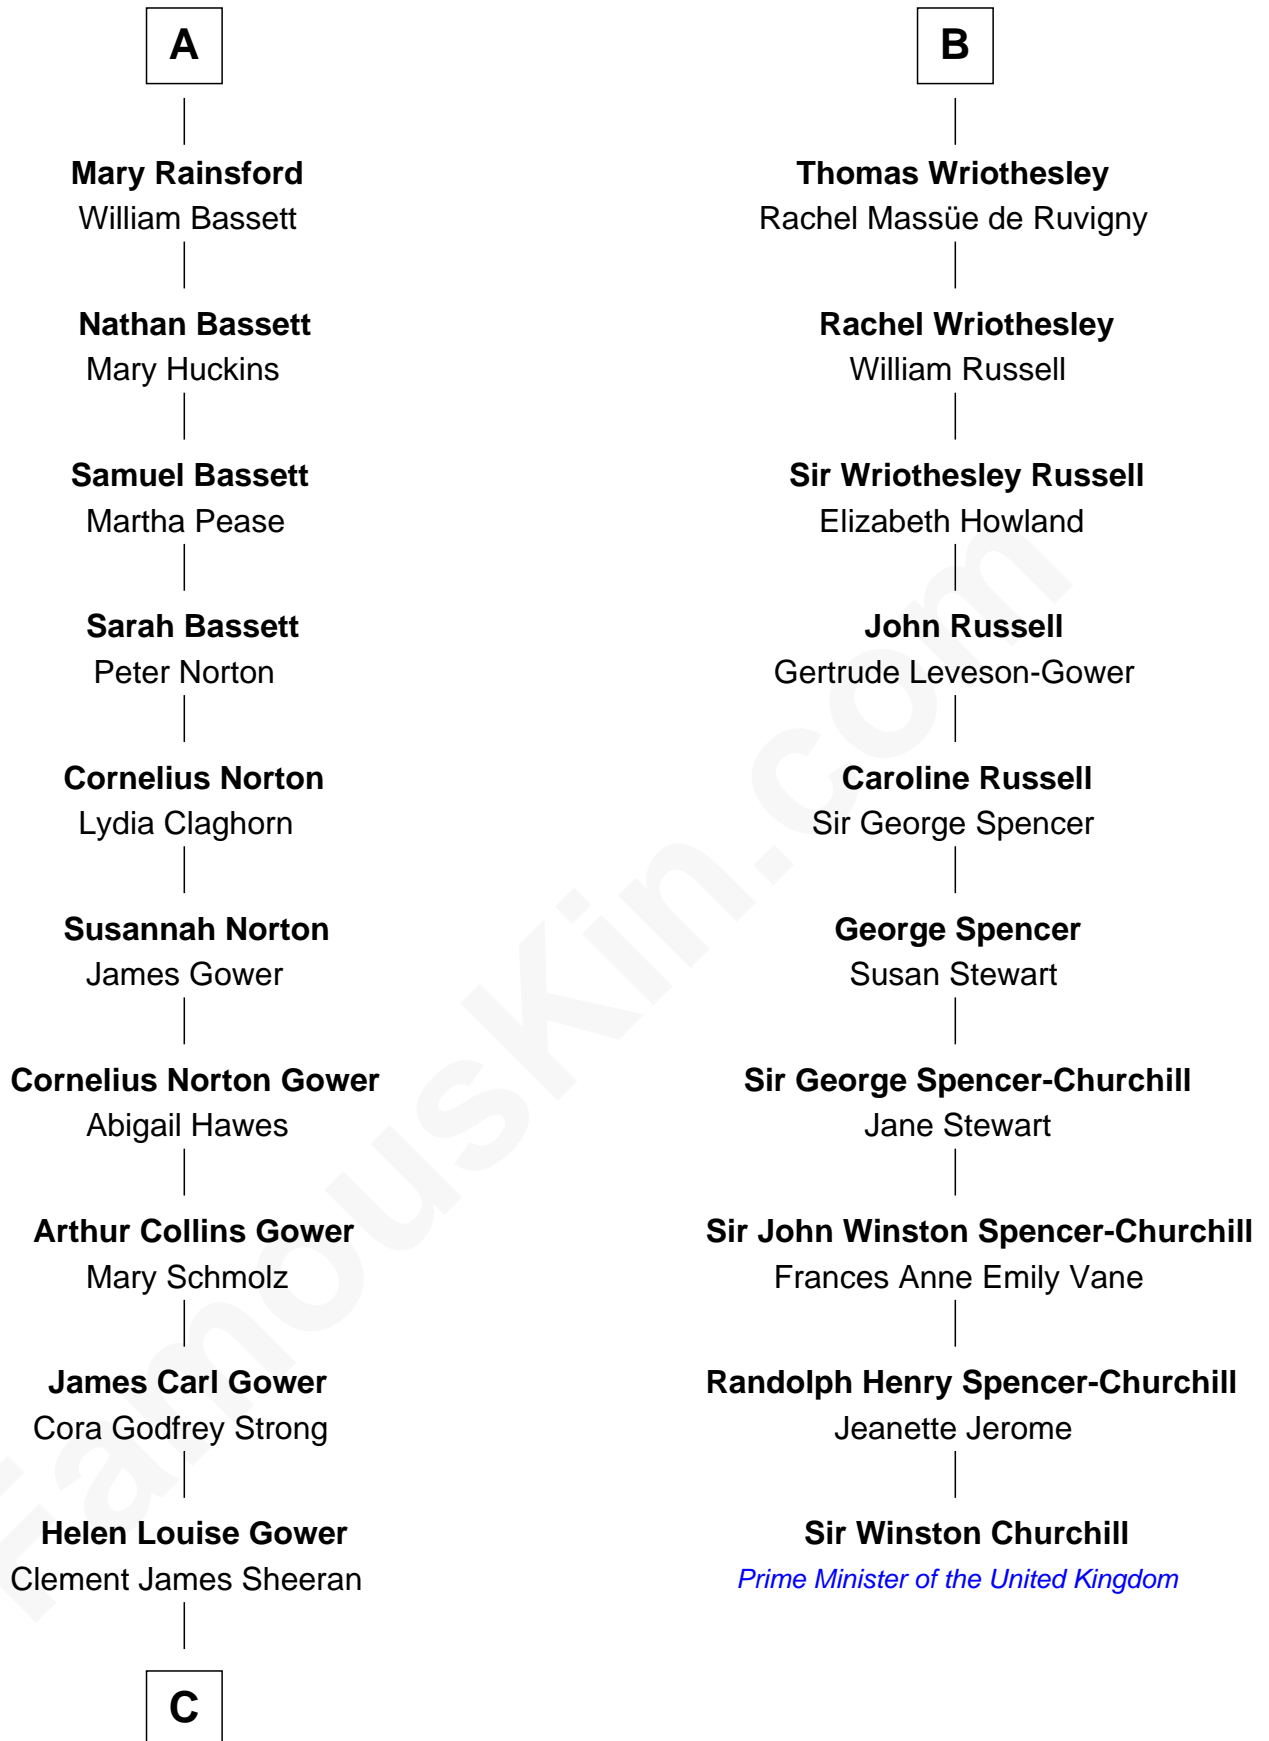 A
Mary Rainsford
William Bassett
Nathan Bassett
Mary Huckins
Samuel Bassett
Martha Pease
Sarah Bassett
Peter Norton
Cornelius Norton
Lydia Claghorn
Susannah Norton
James Gower
Cornelius Norton Gower
Abigail Hawes
Arthur Collins Gower
Mary Schmolz
James Carl Gower
Cora Godfrey Strong
Helen Louise Gower
Clement James Sheeran
C
B
Thomas Wriothesley
Rachel Massüe de Ruvigny
Rachel Wriothesley
William Russell
Sir Wriothesley Russell
Elizabeth Howland
John Russell
Gertrude Leveson-Gower
Caroline Russell
Sir George Spencer
George Spencer
Susan Stewart
Sir George Spencer-Churchill
Jane Stewart
Sir John Winston Spencer-Churchill
Frances Anne Emily Vane
Randolph Henry Spencer-Churchill
Jeanette Jerome
Sir Winston Churchill
Prime Minister of the United Kingdom
FamousKin.com